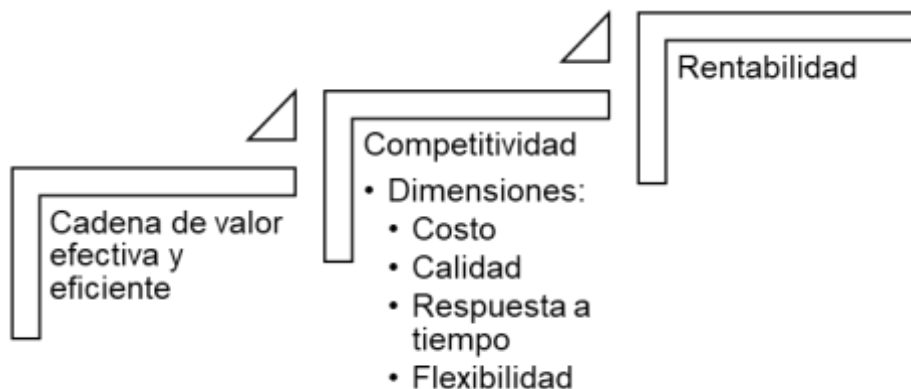 Cadena de valor
efectiva y
eficiente
Competitividad
• Dimensiones:
• Costo
• Calidad
• Respuesta a
tiempo
• Flexibilidad
Rentabilidad